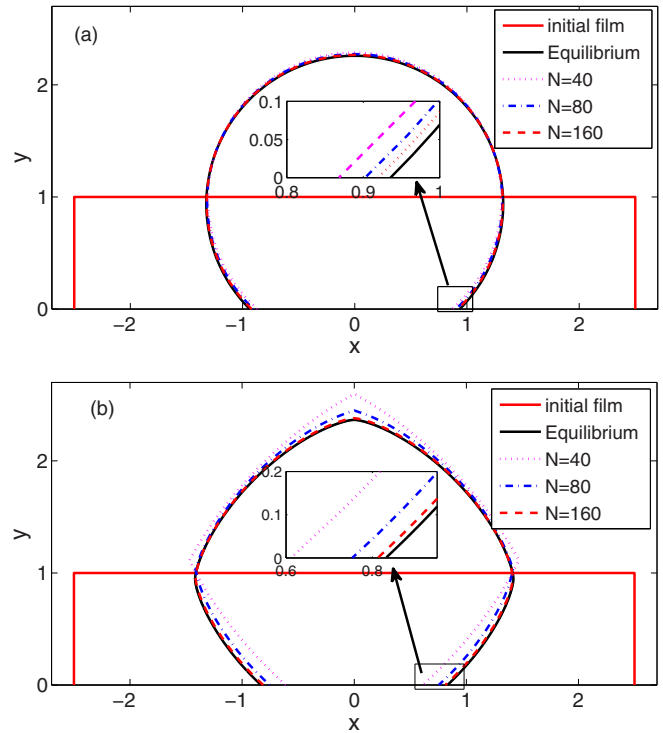 (a)
initial film
Equilibrium
N=40
N=80
N=160
2
1
0
y
0.1
0.05
0
0.8
0.9
1
−2
−1
0
1
2
x
(b)
initial film
Equilibrium
N=40
N=80
N=160
2
1
0
y
0.2
0.1
0
0.6
0.8
−2
−1
0
1
2
x